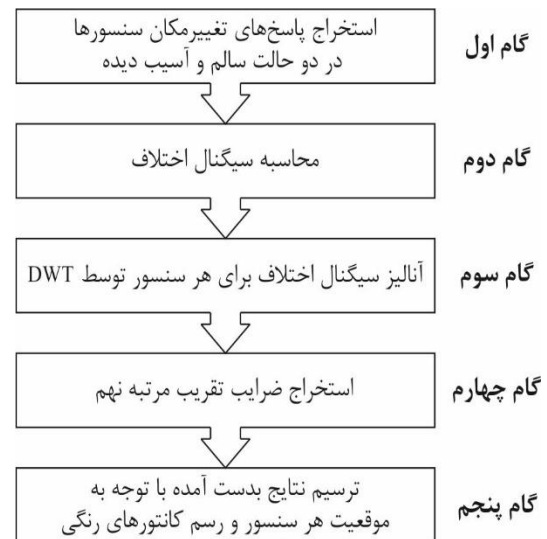 گام اول
استخراج پاسخ‌های تغییرمکان سنسورها
در دو حالت سالم و آسیب دیده
گام دوم
محاسبه سیگنال اختلاف
گام سوم
آنالیز سیگنال اختلاف برای هر سنسور توسط DWT
گام چهارم
استخراج ضرایب تقریب مرتبه نهم
گام پنجم
ترسیم نتایج بدست آمده با توجه به
موقعیت هر سنسور و رسم کانتورهای رنگی